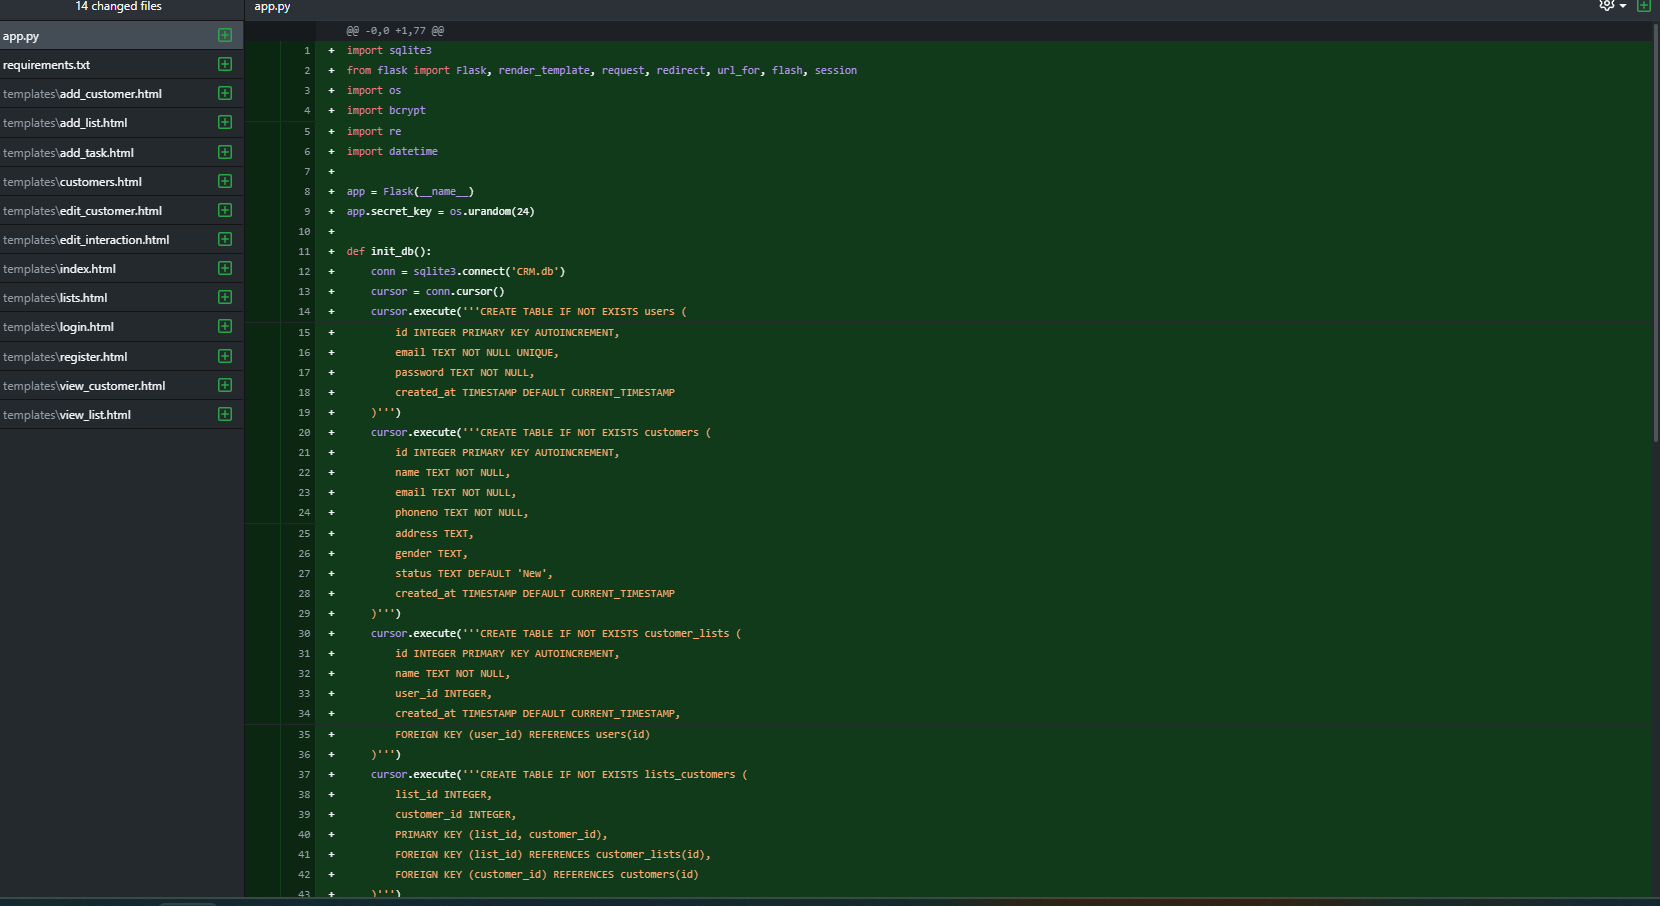 14 changed files
app.py
requirements.txt
templates\add_customer.html
templates\add_list.html
templates\add_task.html
templates\customers.html
templates\edit_customer.html
templates\edit_interaction.html
templates\index.html
templates\lists.html
templates\login.html
templates\register.html
templates\view_customer.html
templates\view_list.html
app.py
@@ -0,0 +1,77 @@
1 + import sqlite3
2 + from flask import Flask, render_template, request, redirect, url_for, flash, session
3 + import os
4 + import bcrypt
5 + import re
6 + import datetime
7 +
8 + app = Flask(__name__)
9 + app.secret_key = os.urandom(24)
10 +
11 + def init_db():
12 +     conn = sqlite3.connect('CRM.db')
13 +     cursor = conn.cursor()
14 +     cursor.execute('''CREATE TABLE IF NOT EXISTS users (
15 +         id INTEGER PRIMARY KEY AUTOINCREMENT,
16 +         email TEXT NOT NULL UNIQUE,
17 +         password TEXT NOT NULL,
18 +         created_at TIMESTAMP DEFAULT CURRENT_TIMESTAMP
19 +     )''')
20 +     cursor.execute('''CREATE TABLE IF NOT EXISTS customers (
21 +         id INTEGER PRIMARY KEY AUTOINCREMENT,
22 +         name TEXT NOT NULL,
23 +         email TEXT NOT NULL,
24 +         phoneno TEXT NOT NULL,
25 +         address TEXT,
26 +         gender TEXT,
27 +         status TEXT DEFAULT 'New',
28 +         created_at TIMESTAMP DEFAULT CURRENT_TIMESTAMP
29 +     )''')
30 +     cursor.execute('''CREATE TABLE IF NOT EXISTS customer_lists (
31 +         id INTEGER PRIMARY KEY AUTOINCREMENT,
32 +         name TEXT NOT NULL,
33 +         user_id INTEGER,
34 +         created_at TIMESTAMP DEFAULT CURRENT_TIMESTAMP,
35 +         FOREIGN KEY (user_id) REFERENCES users(id)
36 +     )''')
37 +     cursor.execute('''CREATE TABLE IF NOT EXISTS lists_customers (
38 +         list_id INTEGER,
39 +         customer_id INTEGER,
40 +         PRIMARY KEY (list_id, customer_id),
41 +         FOREIGN KEY (list_id) REFERENCES customer_lists(id),
42 +         FOREIGN KEY (customer_id) REFERENCES customers(id)
43 +     )''')